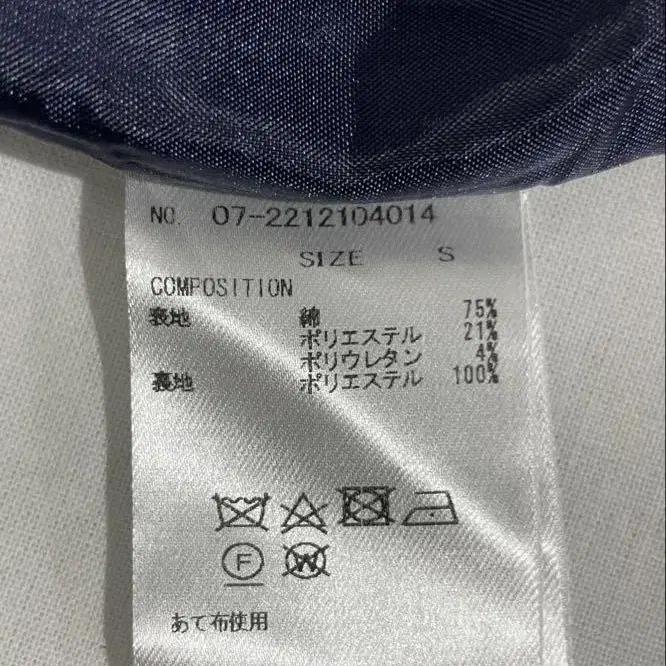 NO. 07-2212104014
SIZE S
COMPOSITION
表地 綿 75%
ポリエステル 21%
ポリウレタン 4%
裏地 ポリエステル 100%
F W
あて布使用